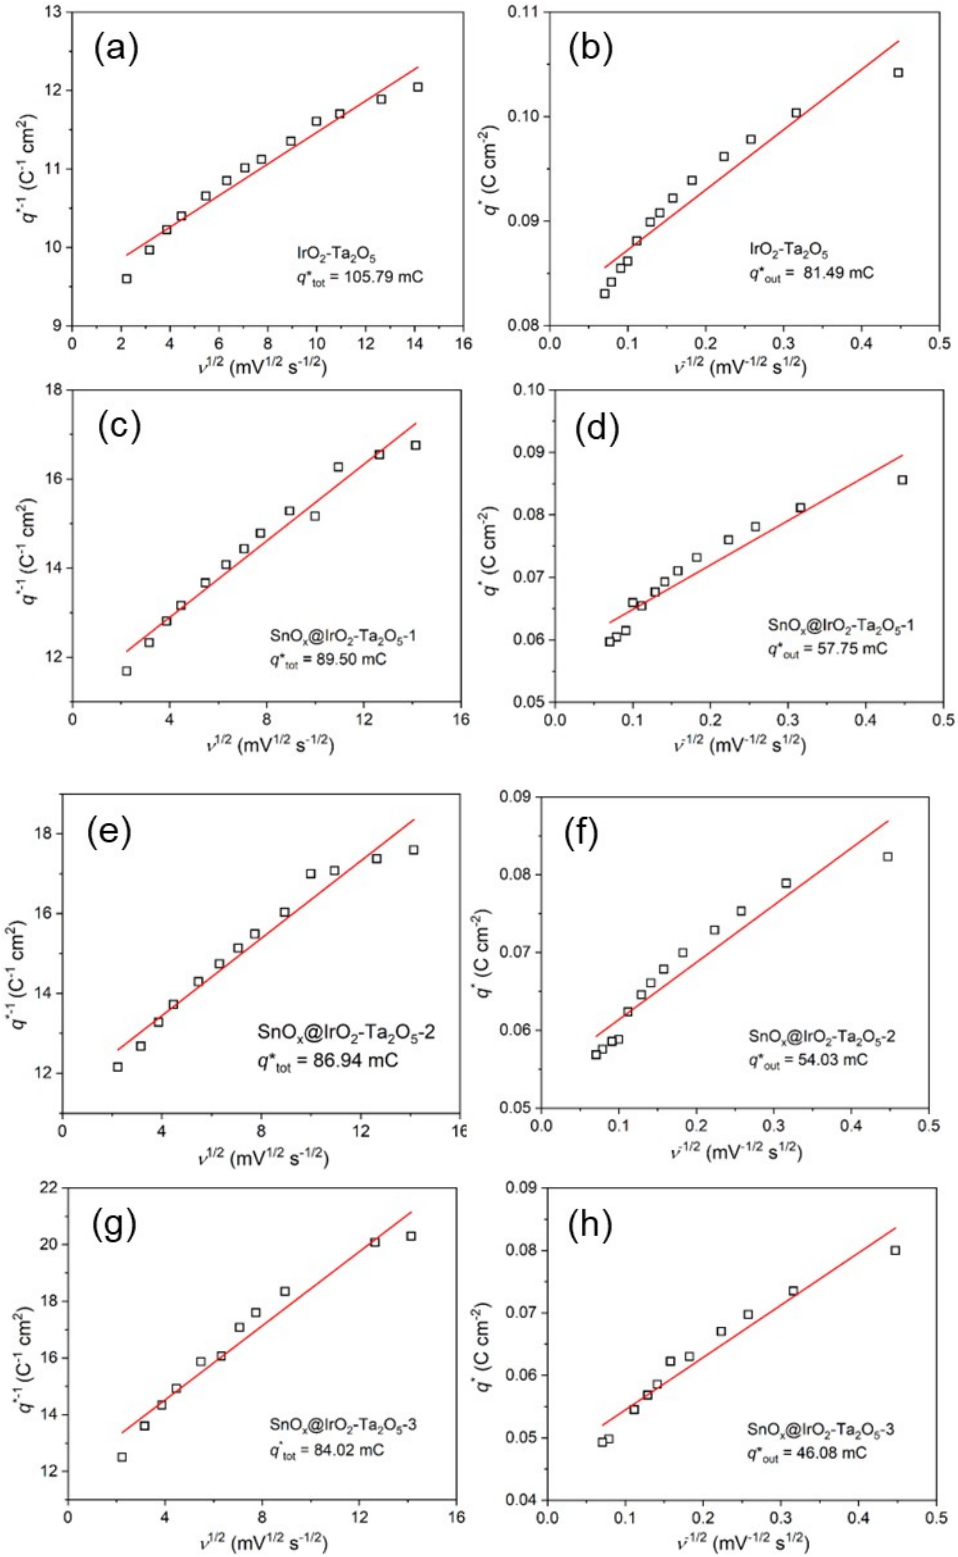 (a)
13
12
11
10
9
q*-1 (C-1 cm2)
IrO2-Ta2O5
q*tot = 105.79 mC
0 2 4 6 8 10 12 14 16
v1/2 (mV1/2 s-1/2)
(b)
0.11
0.10
0.09
0.08
q* (C cm-2)
IrO2-Ta2O5
q*out = 81.49 mC
0.0 0.1 0.2 0.3 0.4 0.5
v-1/2 (mV-1/2 s1/2)
(c)
18
16
14
12
q*-1 (C-1 cm2)
SnOx@IrO2-Ta2O5-1
q*tot = 89.50 mC
0 4 8 12 16
v1/2 (mV1/2 s-1/2)
(d)
0.10
0.09
0.08
0.07
0.06
0.05
q* (C cm-2)
SnOx@IrO2-Ta2O5-1
q*out = 57.75 mC
0.0 0.1 0.2 0.3 0.4 0.5
v-1/2 (mV-1/2 s1/2)
(e)
18
16
14
12
q*-1 (C-1 cm2)
SnOx@IrO2-Ta2O5-2
q*tot = 86.94 mC
0 4 8 12 16
v1/2 (mV1/2 s-1/2)
(f)
0.09
0.08
0.07
0.06
0.05
q* (C cm-2)
SnOx@IrO2-Ta2O5-2
q*out = 54.03 mC
0.0 0.1 0.2 0.3 0.4 0.5
v-1/2 (mV-1/2 s1/2)
(g)
22
20
18
16
14
12
q*-1 (C-1 cm2)
SnOx@IrO2-Ta2O5-3
q*tot = 84.02 mC
0 4 8 12 16
v1/2 (mV1/2 s-1/2)
(h)
0.09
0.08
0.07
0.06
0.05
0.04
q* (C cm-2)
SnOx@IrO2-Ta2O5-3
q*out = 46.08 mC
0.0 0.1 0.2 0.3 0.4 0.5
v-1/2 (mV-1/2 s1/2)